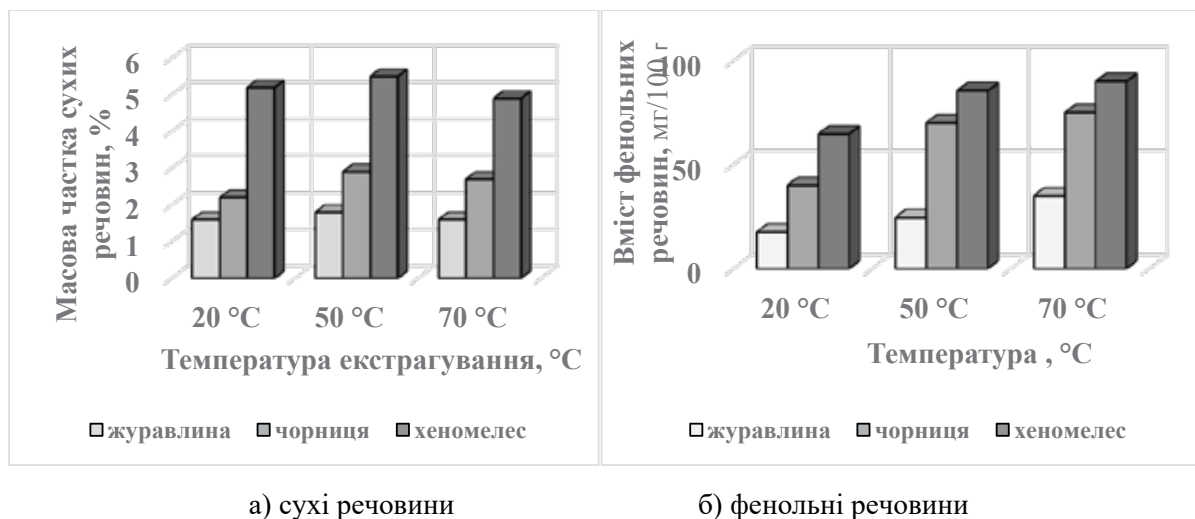 Масова частка сухих
речовин, %
6
5
4
3
2
1
0
20 °C
50 °C
70 °C
Температура екстрагування, °C
журавлина
чорниця
хеномелес
Вміст фенольних
речовин, мг/100 г
100
50
0
20 °C
50 °C
70 °C
Температура , °C
журавлина
чорниця
хеномелес
а) сухі речовини
б) фенольні речовини